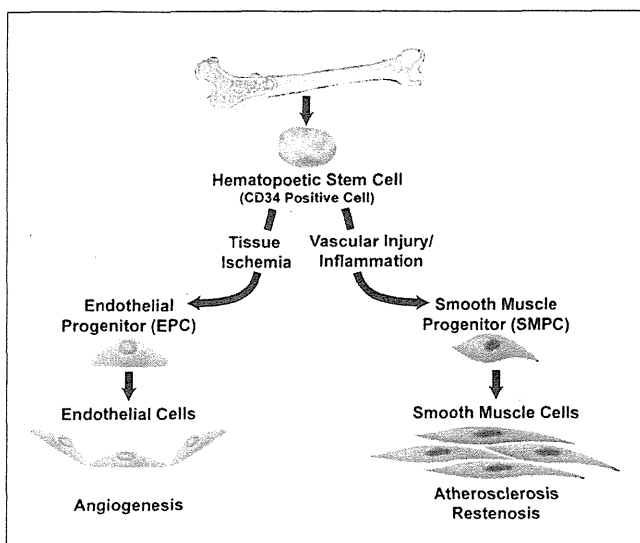 Hematopoetic Stem Cell
(CD34 Positive Cell)
Tissue
Ischemia
Vascular Injury/
Inflammation
Endothelial
Progenitor (EPC)
Smooth Muscle
Progenitor (SMPC)
Endothelial Cells
Smooth Muscle Cells
Angiogenesis
Atherosclerosis
Restenosis